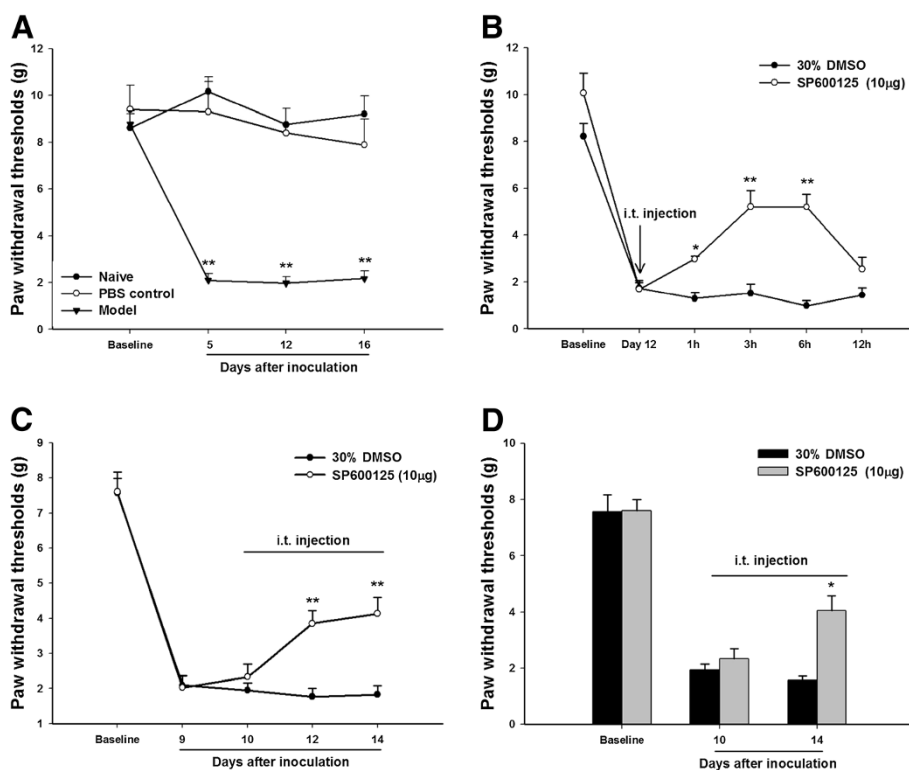 A
Paw withdrawal thresholds (g)
12
10
8
6
4
2
0
** ** **
Naive
PBS control
Model
Baseline 5 12 16
Days after inoculation
B
Paw withdrawal thresholds (g)
12
10
8
6
4
2
0
30% DMSO
SP600125 (10µg)
i.t. injection
* ** **
Baseline Day 12 1h 3h 6h 12h
C
Paw withdrawal thresholds (g)
9
8
7
6
5
4
3
2
1
30% DMSO
SP600125 (10µg)
i.t. injection
** **
Baseline 9 10 12 14
Days after inoculation
D
Paw withdrawal thresholds (g)
10
8
6
4
2
0
30% DMSO
SP600125 (10µg)
i.t. injection
*
Baseline 10 14
Days after inoculation